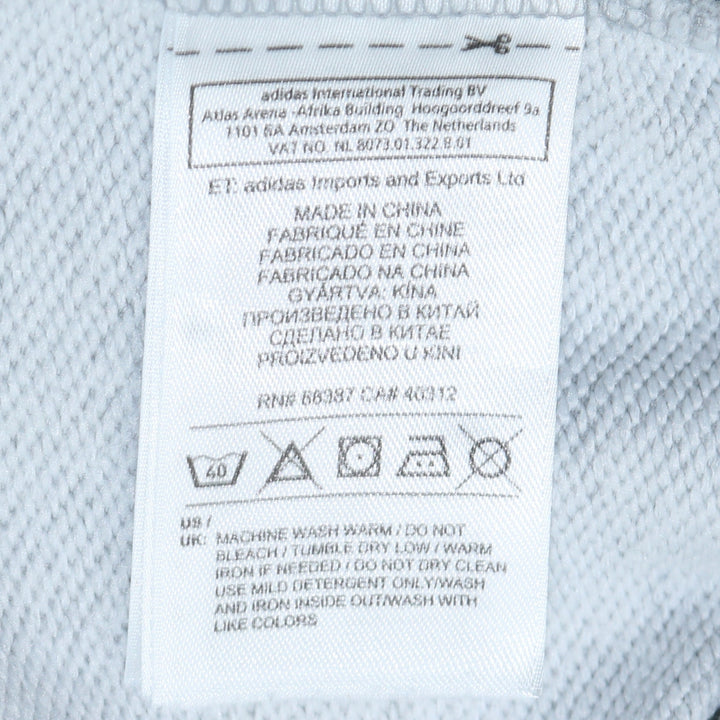 adidas International Trading BV
Atlas Arena -Afrika Building Hoogoorddreef 9a
1101 BA Amsterdam ZO The Netherlands
VAT NO. NL 8073.01.322.B.01
ET: adidas Imports and Exports Ltd
MADE IN CHINA
FABRIQUÉ EN CHINE
FABRICADO EN CHINA
FABRICADO NA CHINA
GYÁRTVA: KÍNA
ПРОИЗВЕДЕНО В КИТАЙ
СДЕЛАНО В КИТАЕ
PROIZVEDENO U KINI
RN# 88387 CA# 40312
40
US /
UK: MACHINE WASH WARM / DO NOT
BLEACH / TUMBLE DRY LOW / WARM
IRON IF NEEDED / DO NOT DRY CLEAN
USE MILD DETERGENT ONLY/WASH
AND IRON INSIDE OUT/WASH WITH
LIKE COLORS